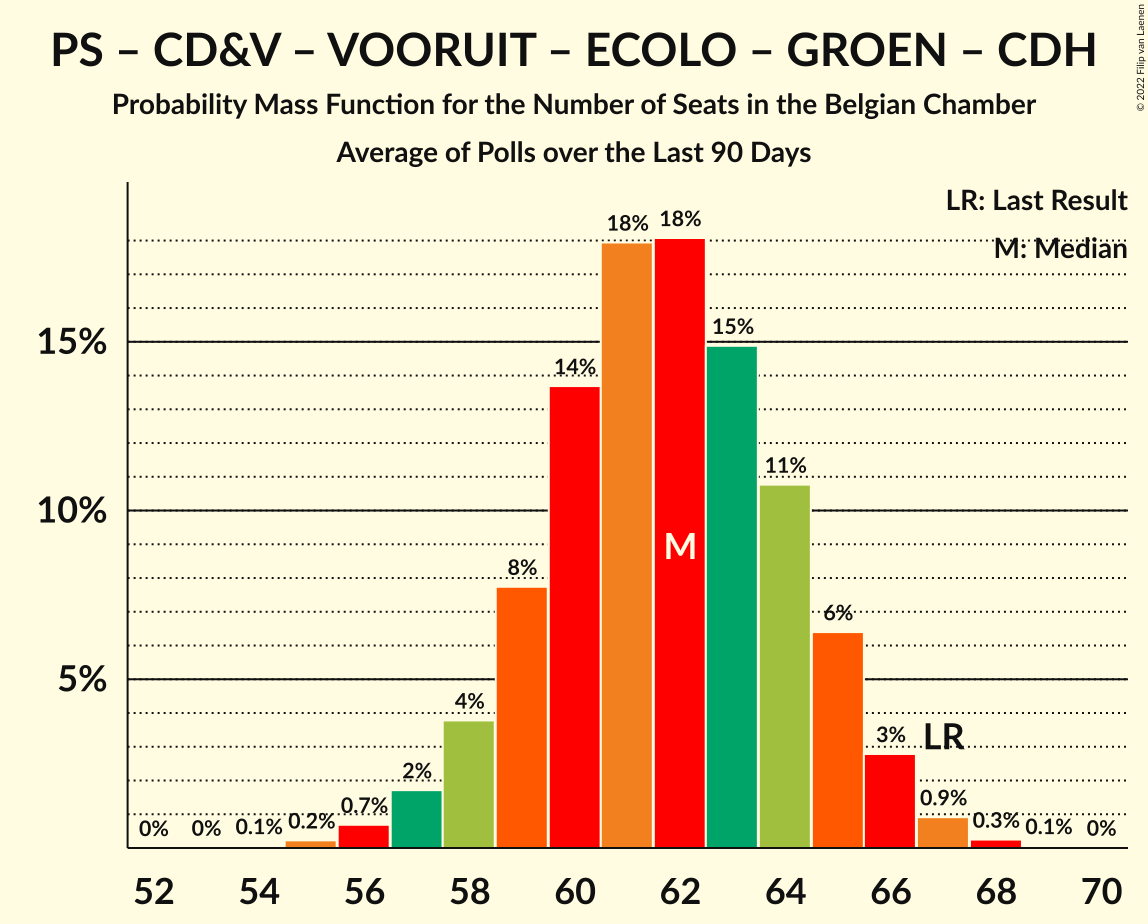 PS – CD&V – VOORUIT – ECOLO – GROEN – CDH
Probability Mass Function for the Number of Seats in the Belgian Chamber
Average of Polls over the Last 90 Days
© 2022 Filip van Laenen
LR: Last Result
M: Median
15%
10%
5%
0%
0%
0.1%
0.2%
0.7%
2%
4%
8%
14%
18%
18%
15%
11%
6%
3%
0.9%
0.3%
0.1%
0%
M
LR
52 54 56 58 60 62 64 66 68 70